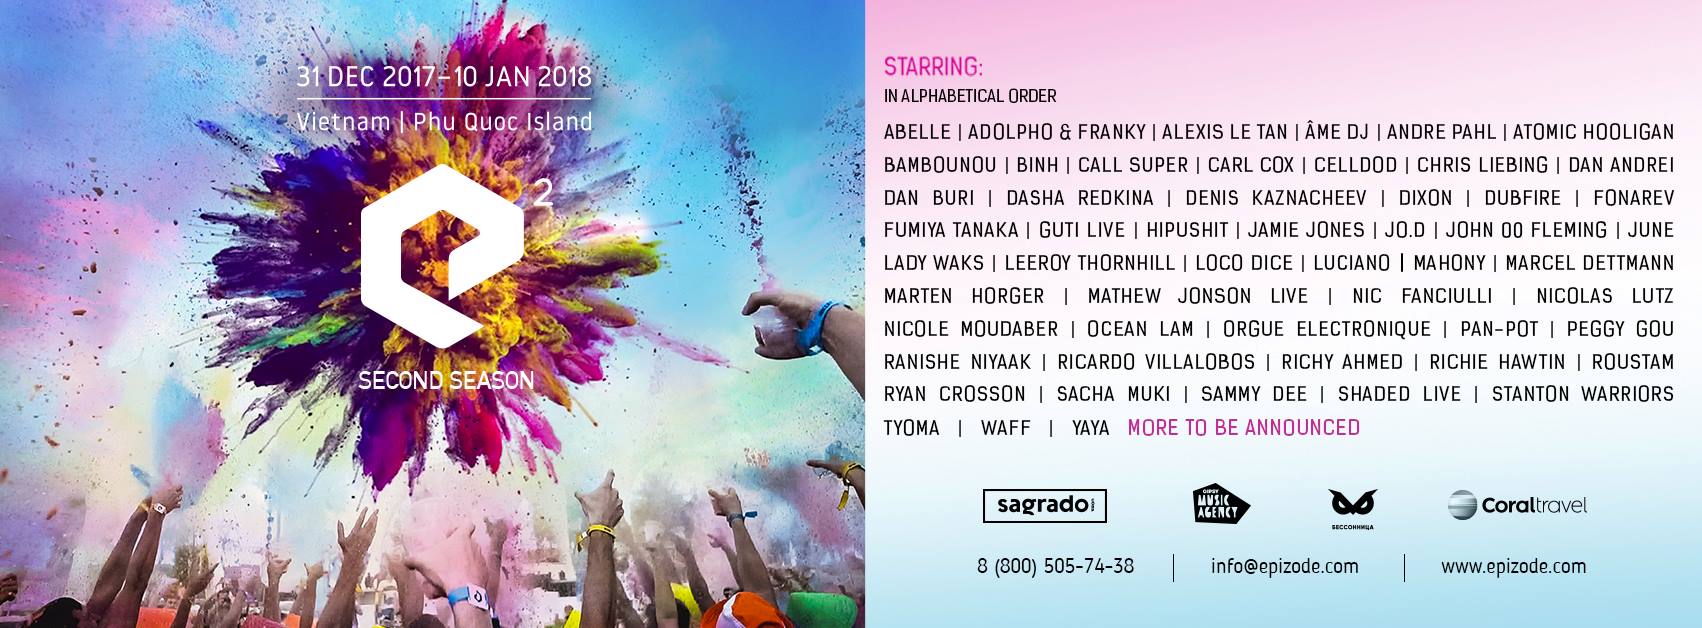 31 DEC 2017–10 JAN 2018
Vietnam | Phu Quoc Island
2
SECOND SEASON
STARRING:
IN ALPHABETICAL ORDER
ABELLE | ADOLPHO & FRANKY | ALEXIS LE TAN | ÂME DJ | ANDRE PAHL | ATOMIC HOOLIGAN
BAMBOUNOU | BINH | CALL SUPER | CARL COX | CELLDOD | CHRIS LIEBING | DAN ANDREI
DAN BURI | DASHA REDKINA | DENIS KAZNACHEEV | DIXON | DUBFIRE | FONAREV
FUMIYA TANAKA | GUTI LIVE | HIPUSHIT | JAMIE JONES | JO.D | JOHN 00 FLEMING | JUNE
LADY WAKS | LEEROY THORNHILL | LOCO DICE | LUCIANO | MAHONY | MARCEL DETTMANN
MARTEN HORGER | MATHEW JONSON LIVE | NIC FANCIULLI | NICOLAS LUTZ
NICOLE MOUDABER | OCEAN LAM | ORGUE ELECTRONIQUE | PAN-POT | PEGGY GOU
RANISHE NIYAAK | RICARDO VILLALOBOS | RICHY AHMED | RICHIE HAWTIN | ROUSTAM
RYAN CROSSON | SACHA MUKI | SAMMY DEE | SHADED LIVE | STANTON WARRIORS
TYOMA | WAFF | YAYA MORE TO BE ANNOUNCED
sagrado
GIPSY
MUSIC
AGENCY
БЕССОННИЦА
Coraltravel
8 (800) 505-74-38 | info@epizode.com | www.epizode.com